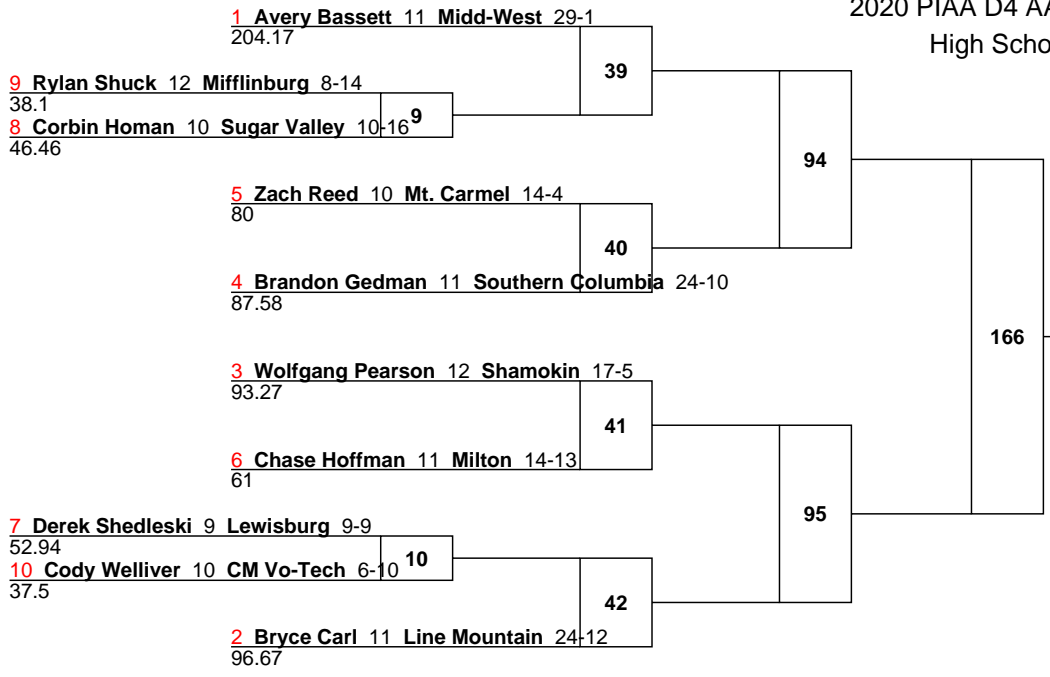 2020 PIAA D4 AA
High Scho
1 Avery Bassett 11 Midd-West 29-1
204.17
39
9 Rylan Shuck 12 Mifflinburg 8-14
38.1
9
8 Corbin Homan 10 Sugar Valley 10-16
46.46
94
5 Zach Reed 10 Mt. Carmel 14-4
80
40
4 Brandon Gedman 11 Southern Columbia 24-10
87.58
166
3 Wolfgang Pearson 12 Shamokin 17-5
93.27
41
6 Chase Hoffman 11 Milton 14-13
61
95
7 Derek Shedleski 9 Lewisburg 9-9
52.94
10
10 Cody Welliver 10 CM Vo-Tech 6-10
37.5
42
2 Bryce Carl 11 Line Mountain 24-12
96.67